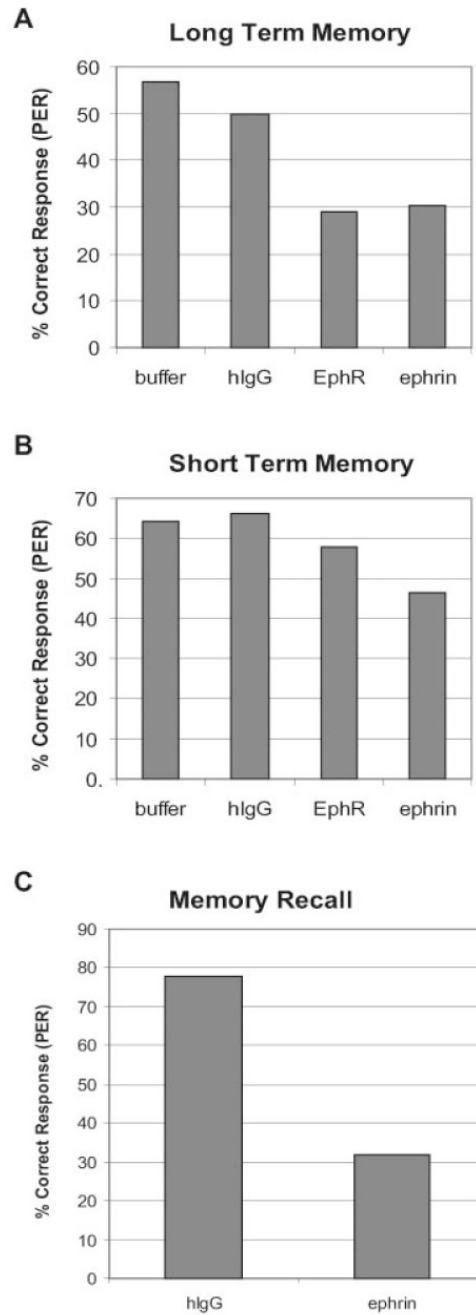 A
Long Term Memory
% Correct Response (PER)
60
50
40
30
20
10
0
buffer hIgG EphR ephrin
B
Short Term Memory
% Correct Response (PER)
70
60
50
40
30
20
10
0.
buffer hIgG EphR ephrin
C
Memory Recall
% Correct Response (PER)
90
80
70
60
50
40
30
20
10
0
hIgG ephrin